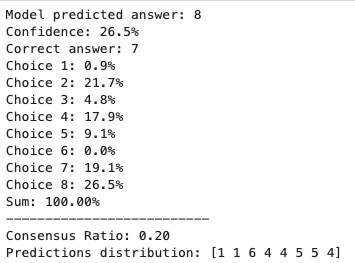 Model predicted answer: 8
Confidence: 26.5%
Correct answer: 7
Choice 1: 0.9%
Choice 2: 21.7%
Choice 3: 4.8%
Choice 4: 17.9%
Choice 5: 9.1%
Choice 6: 0.0%
Choice 7: 19.1%
Choice 8: 26.5%
Sum: 100.00%
--------------------------
Consensus Ratio: 0.20
Predictions distribution: [1 1 6 4 4 5 5 4]